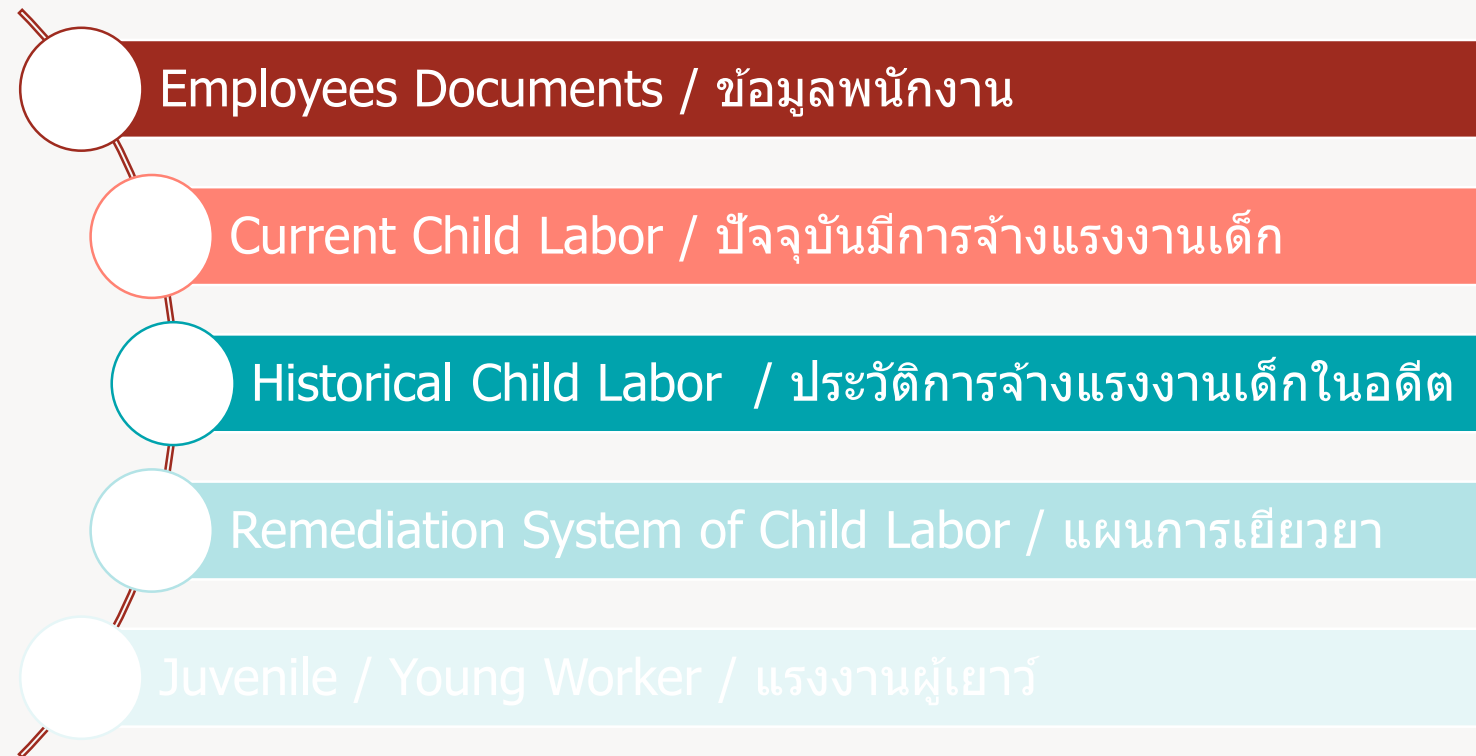 Employees Documents / ข้อมูลพนักงาน
Current Child Labor / ปัจจุบันมีการจ้างแรงงานเด็ก
Historical Child Labor / ประวัติการจ้างแรงงานเด็กในอดีต
Remediation System of Child Labor / แผนการเยียวยา
Juvenile / Young Worker / แรงงานผู้เยาว์